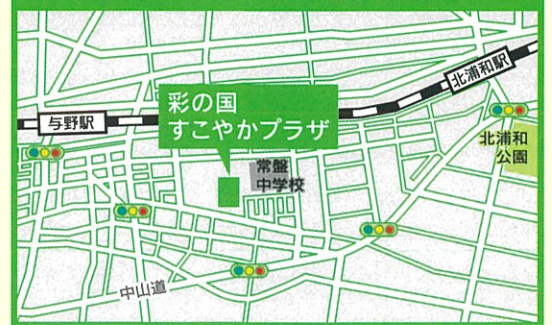 北浦和駅
彩の国
すこやかプラザ
与野駅
北浦和
公園
常盤
中学校
中山道